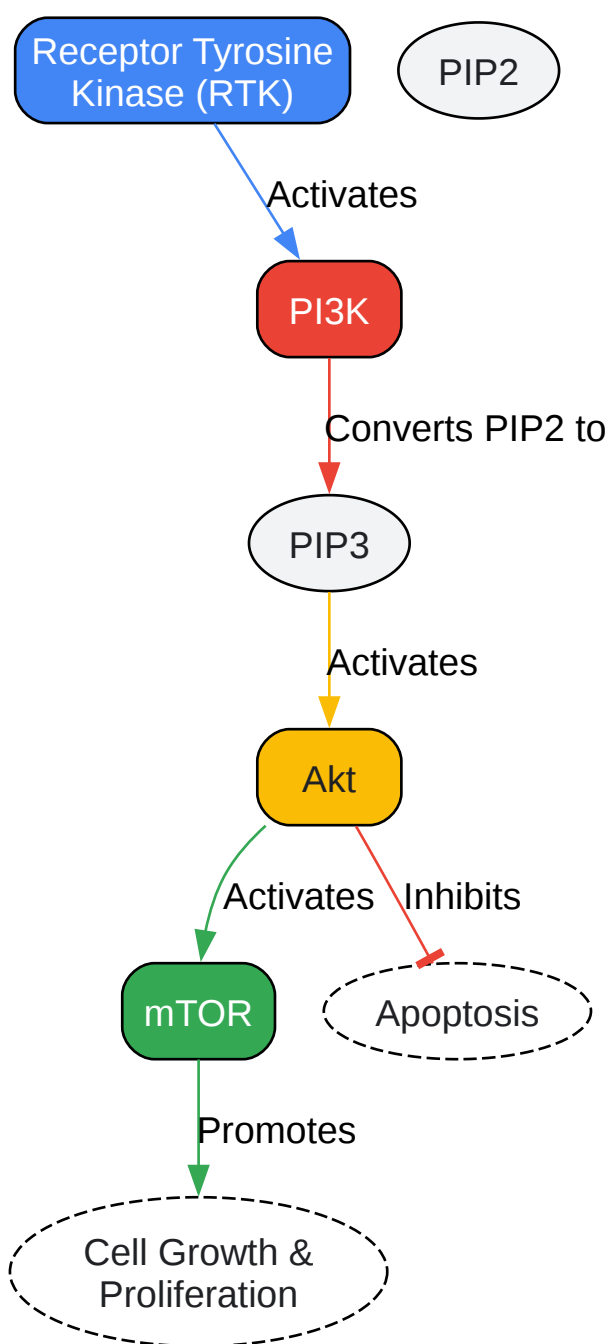 Receptor Tyrosine
Kinase (RTK)
PIP2
Activates
PI3K
Converts PIP2 to
PIP3
Activates
Akt
Activates
Inhibits
mTOR
Apoptosis
Promotes
Cell Growth &
Proliferation